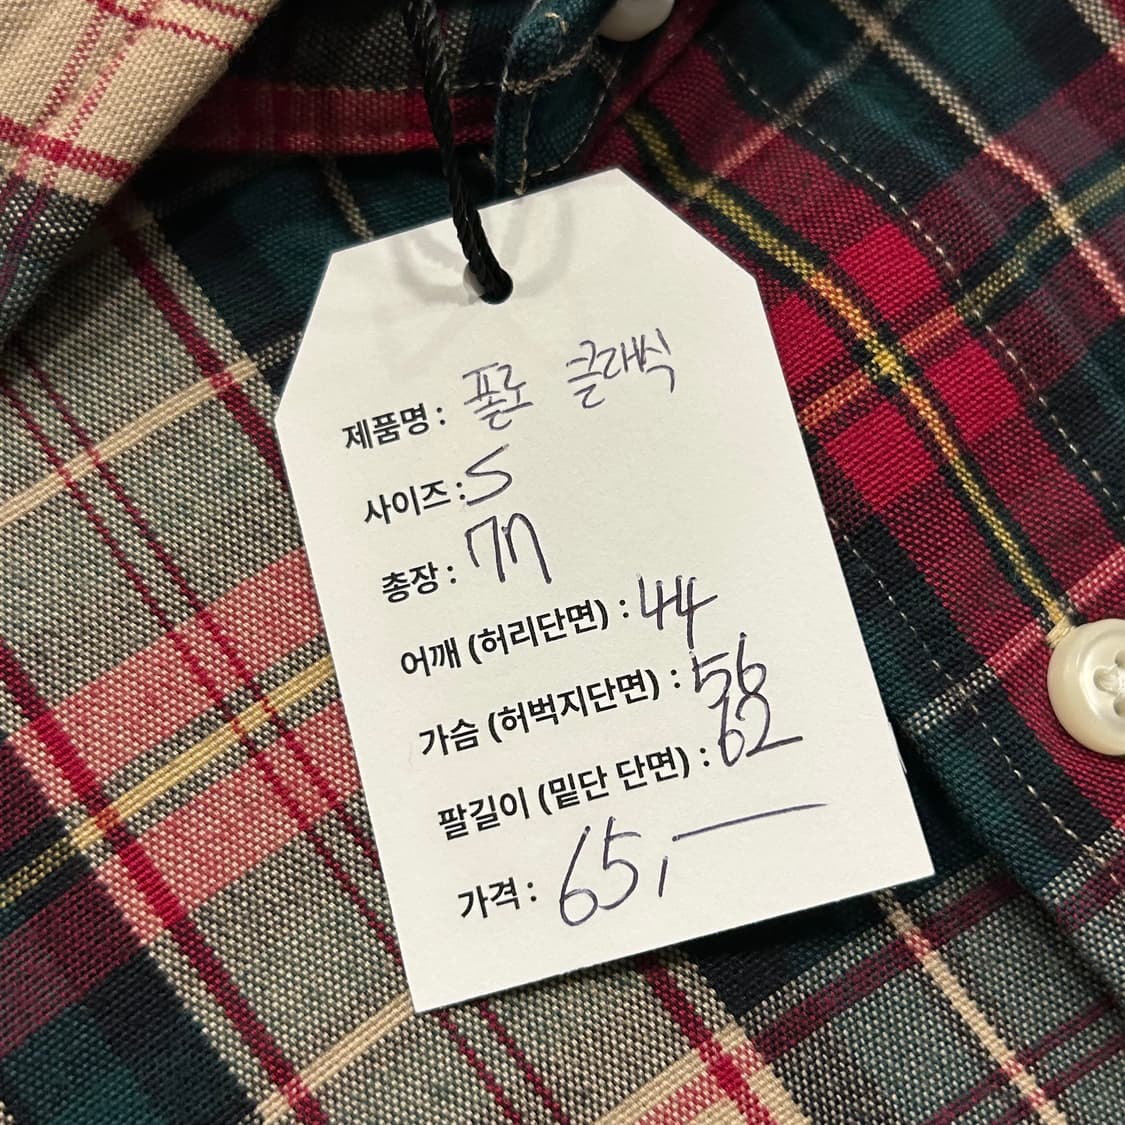 제품명 : 폴로 클래식
사이즈 : S
총장 : 77
어깨 (허리단면) : 44
가슴 (허벅지단면) : 56
팔길이 (밑단 단면) : 62
가격 : 65,—